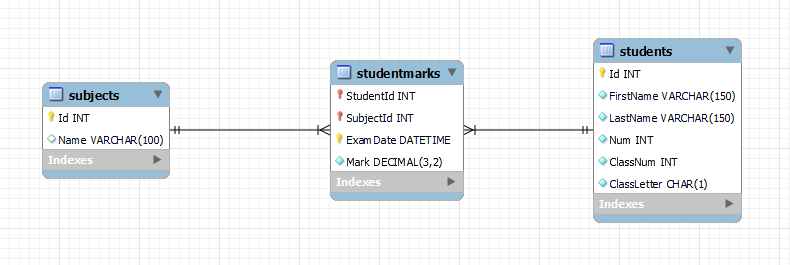 subjects
Id INT
Name VARCHAR(100)
Indexes
studentmarks
StudentId INT
SubjectId INT
ExamDate DATETIME
Mark DECIMAL(3,2)
Indexes
students
Id INT
FirstName VARCHAR(150)
LastName VARCHAR(150)
Num INT
ClassNum INT
ClassLetter CHAR(1)
Indexes